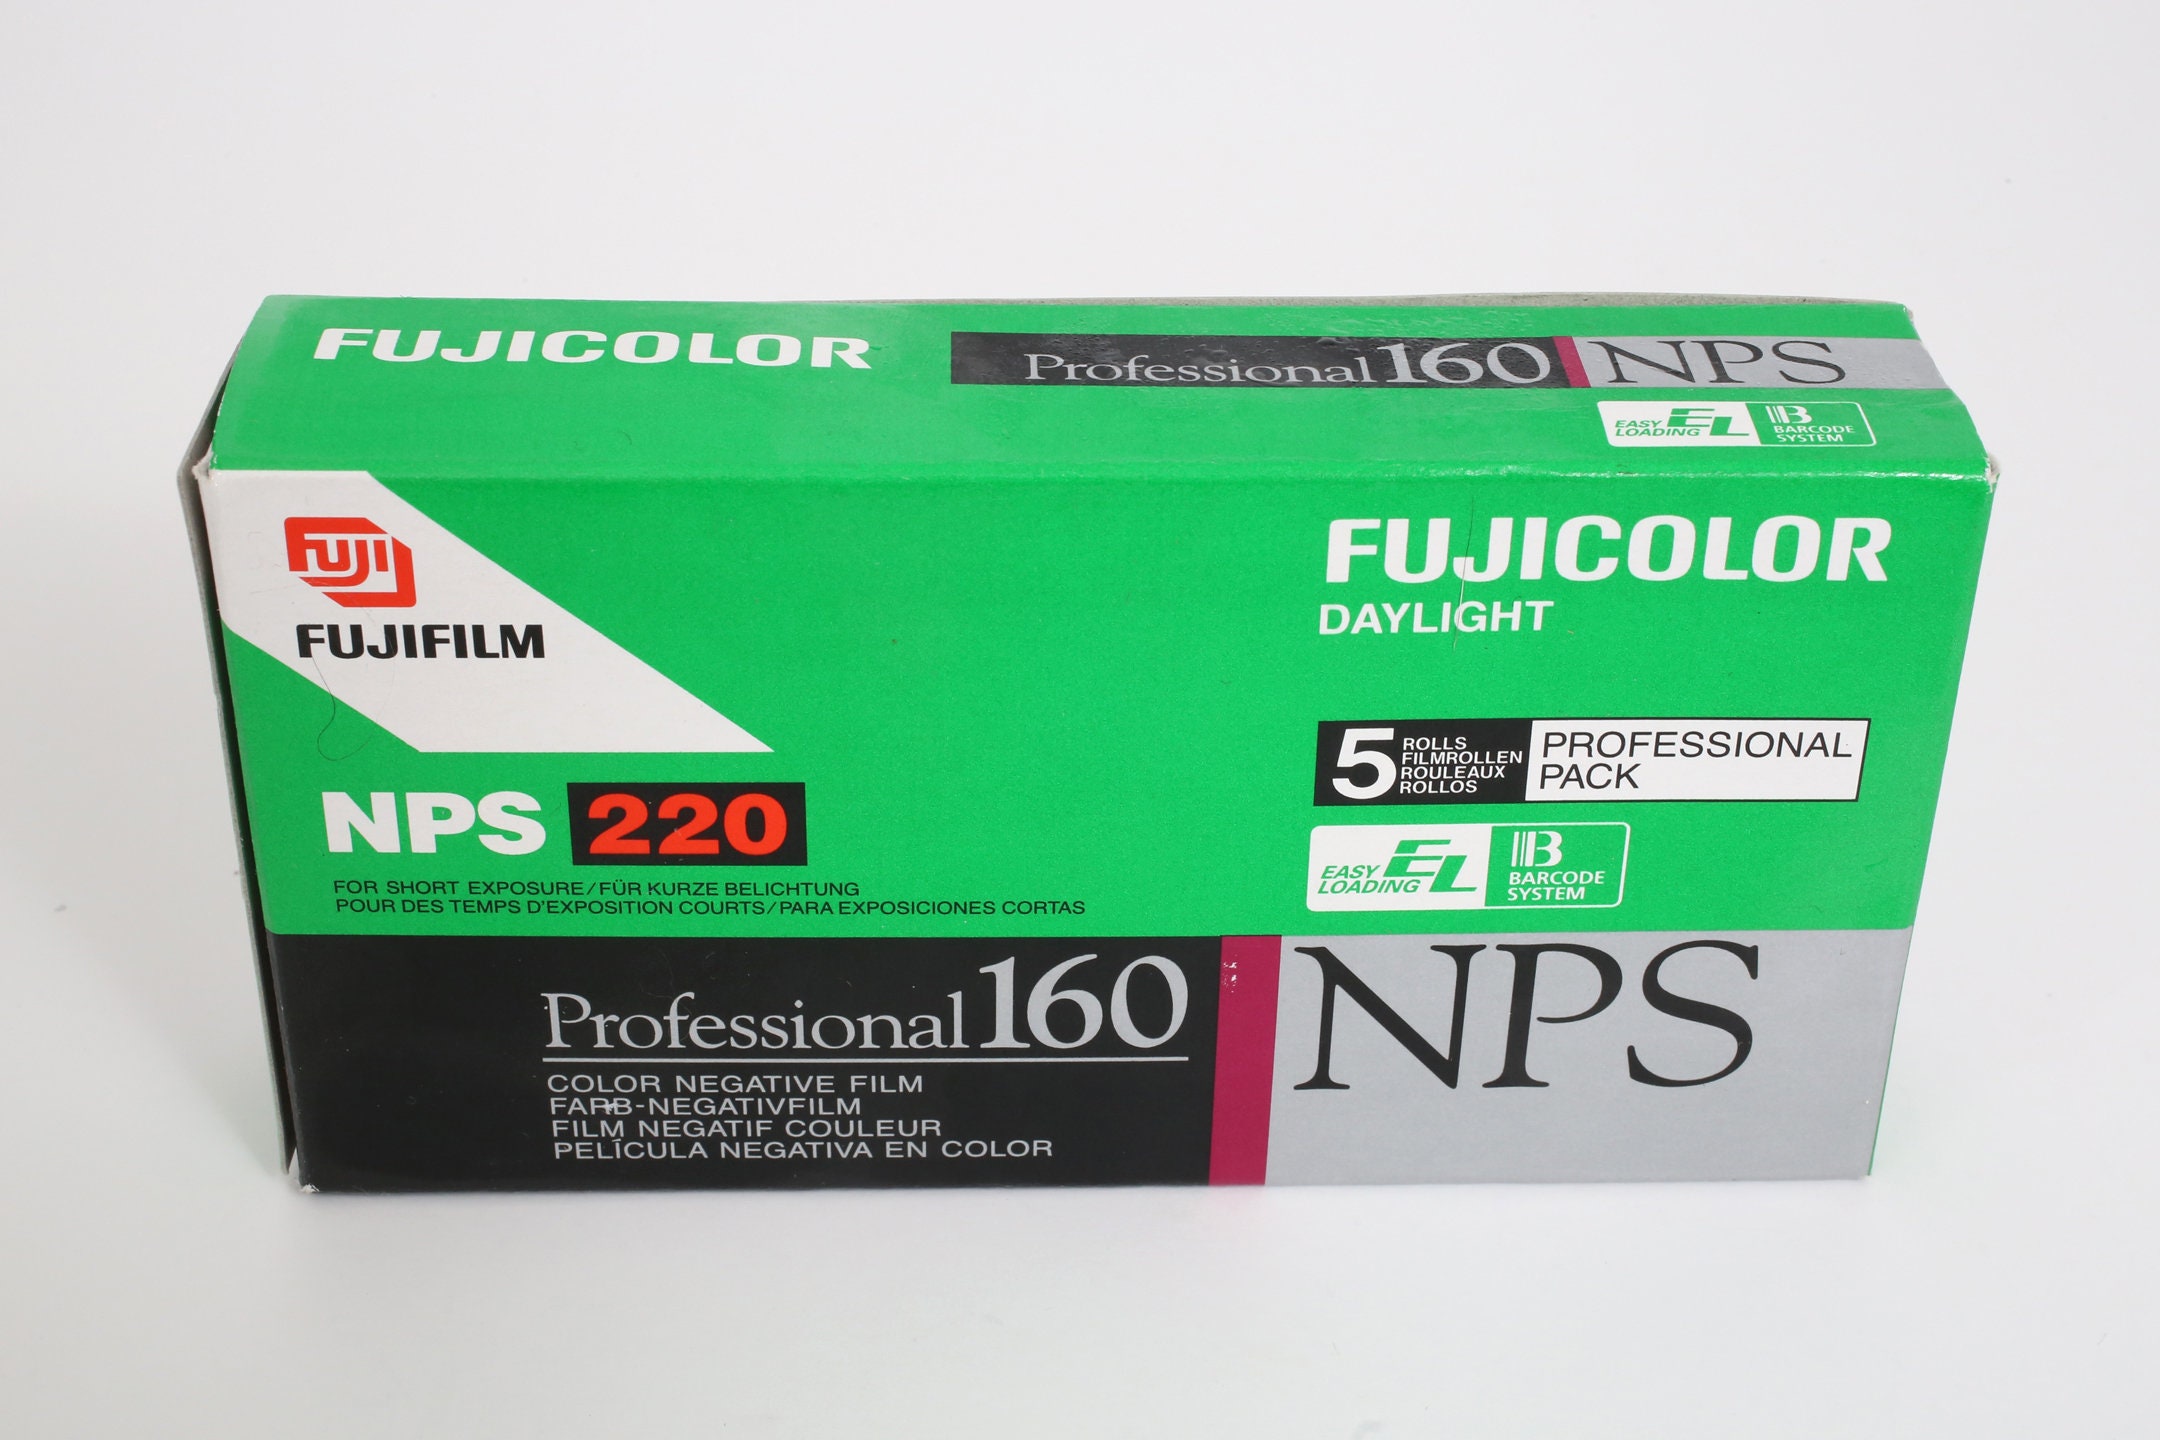 FUJICOLOR
Professional 160 NPS
EASY LOADING EL B BARCODE SYSTEM
FUJI
FUJIFILM
FUJICOLOR
DAYLIGHT
5 ROLLS
FILMROLLEN
ROULEAUX
ROLLOS
PROFESSIONAL
PACK
NPS 220
EASY
LOADING
EL
B
BARCODE
SYSTEM
FOR SHORT EXPOSURE/FÜR KURZE BELICHTUNG
POUR DES TEMPS D'EXPOSITION COURTS/PARA EXPOSICIONES CORTAS
Professional 160
NPS
COLOR NEGATIVE FILM
FARB-NEGATIVFILM
FILM NEGATIF COULEUR
PELÍCULA NEGATIVA EN COLOR